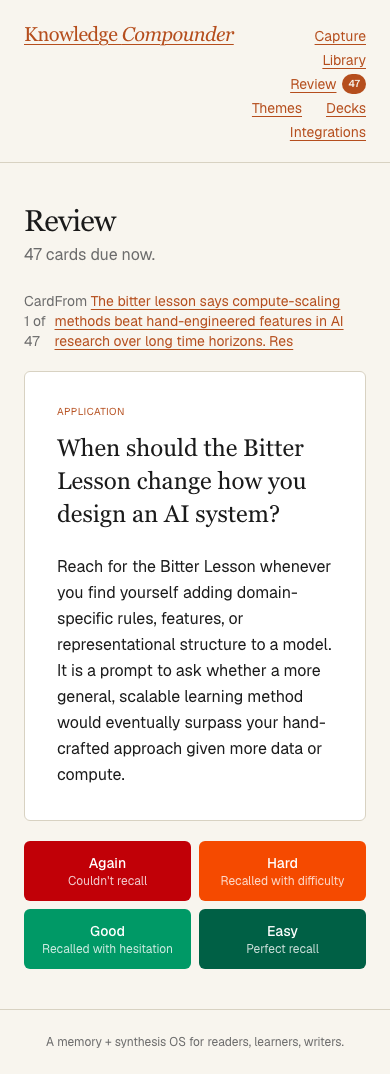 Knowledge Compounder
Capture
Library
Review 47
Themes Decks
Integrations
Review
47 cards due now.
Card 1 of 47
From The bitter lesson says compute-scaling
methods beat hand-engineered features in AI
research over long time horizons. Res
APPLICATION
When should the Bitter
Lesson change how you
design an AI system?
Reach for the Bitter Lesson whenever
you find yourself adding domain-
specific rules, features, or
representational structure to a model.
It is a prompt to ask whether a more
general, scalable learning method
would eventually surpass your hand-
crafted approach given more data or
compute.
Again
Couldn't recall
Hard
Recalled with difficulty
Good
Recalled with hesitation
Easy
Perfect recall
A memory + synthesis OS for readers, learners, writers.